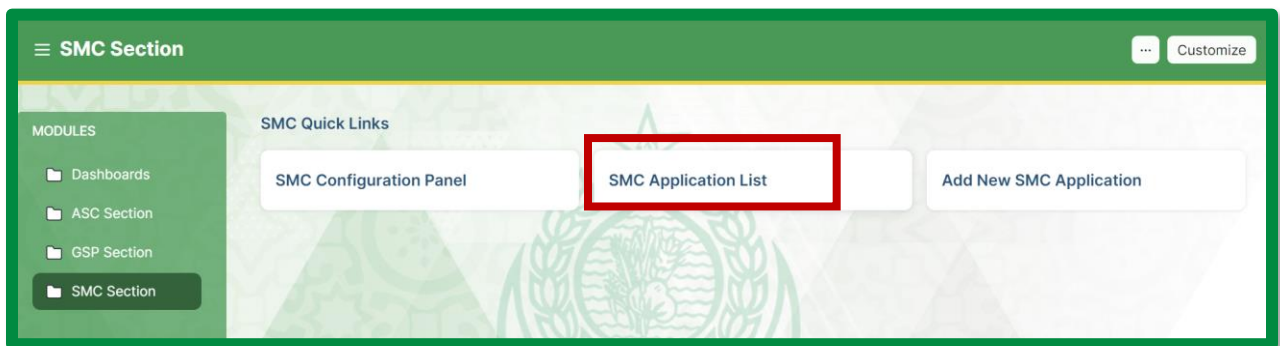 SMC Section
... Customize
MODULES
Dashboards
ASC Section
GSP Section
SMC Section
SMC Quick Links
SMC Configuration Panel
SMC Application List
Add New SMC Application